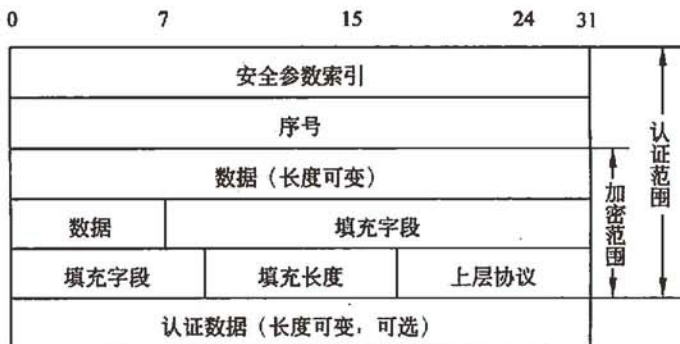 0 7 15 24 31
安全参数索引
序号
数据（长度可变）
数据 填充字段
填充字段 填充长度 上层协议
认证数据（长度可变，可选）
加密范围
认证范围